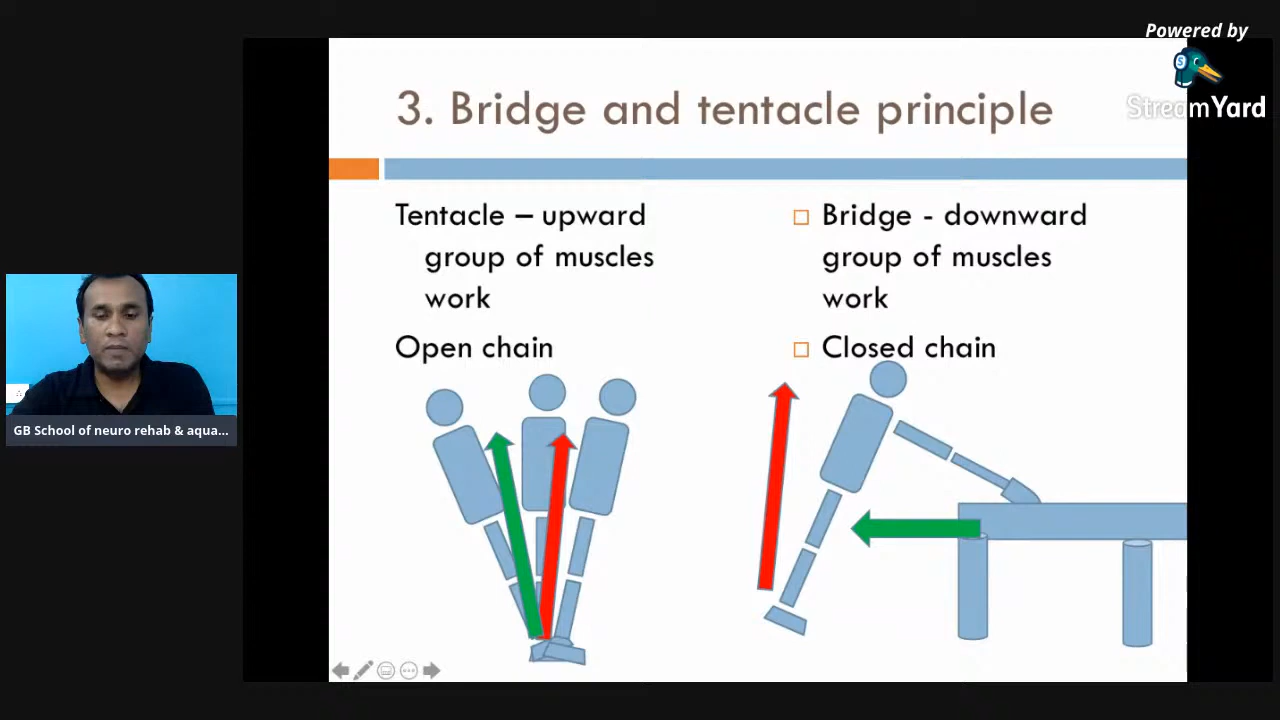 Powered by
StreamYard
3. Bridge and tentacle principle
Tentacle – upward
group of muscles
work
Open chain
Bridge - downward
group of muscles
work
Closed chain
GB School of neuro rehab & aqua...